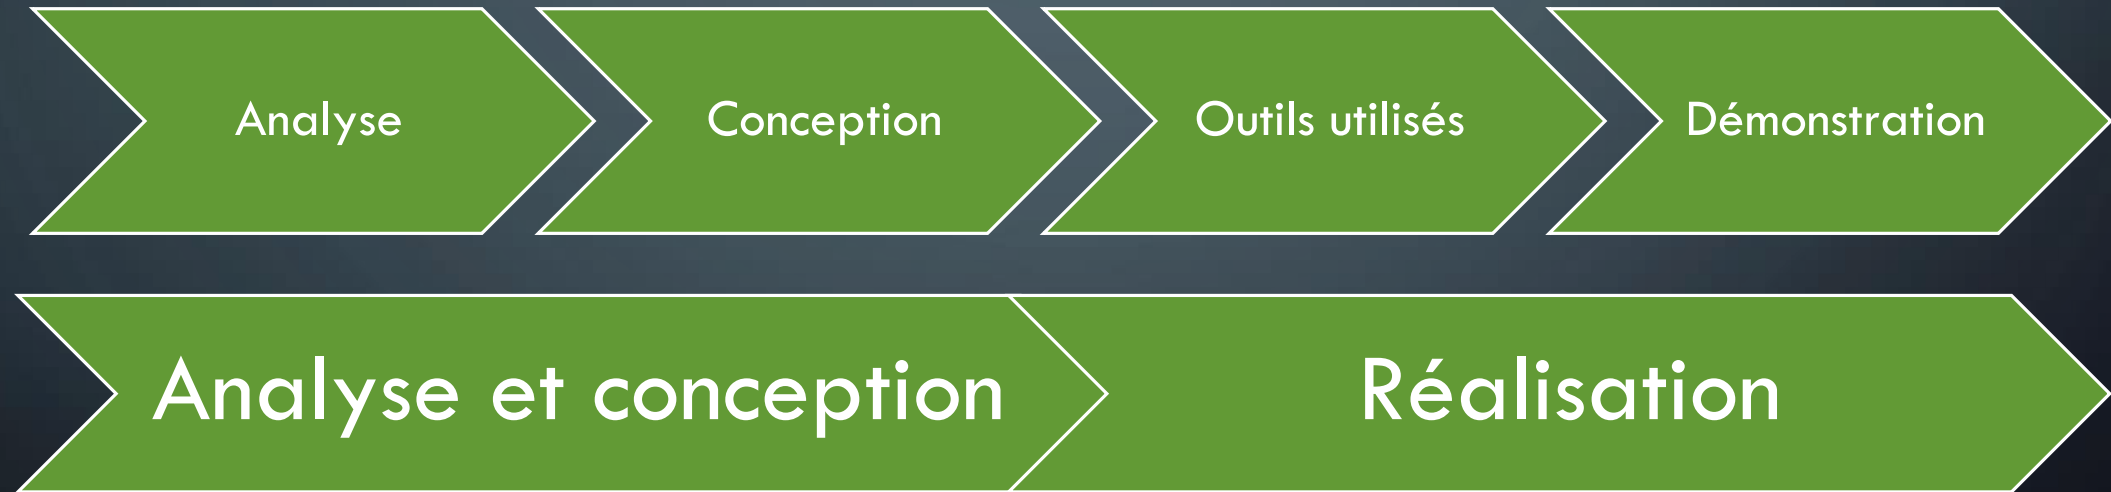 Analyse
Conception
Outils utilisés
Démonstration
Analyse et conception
Réalisation